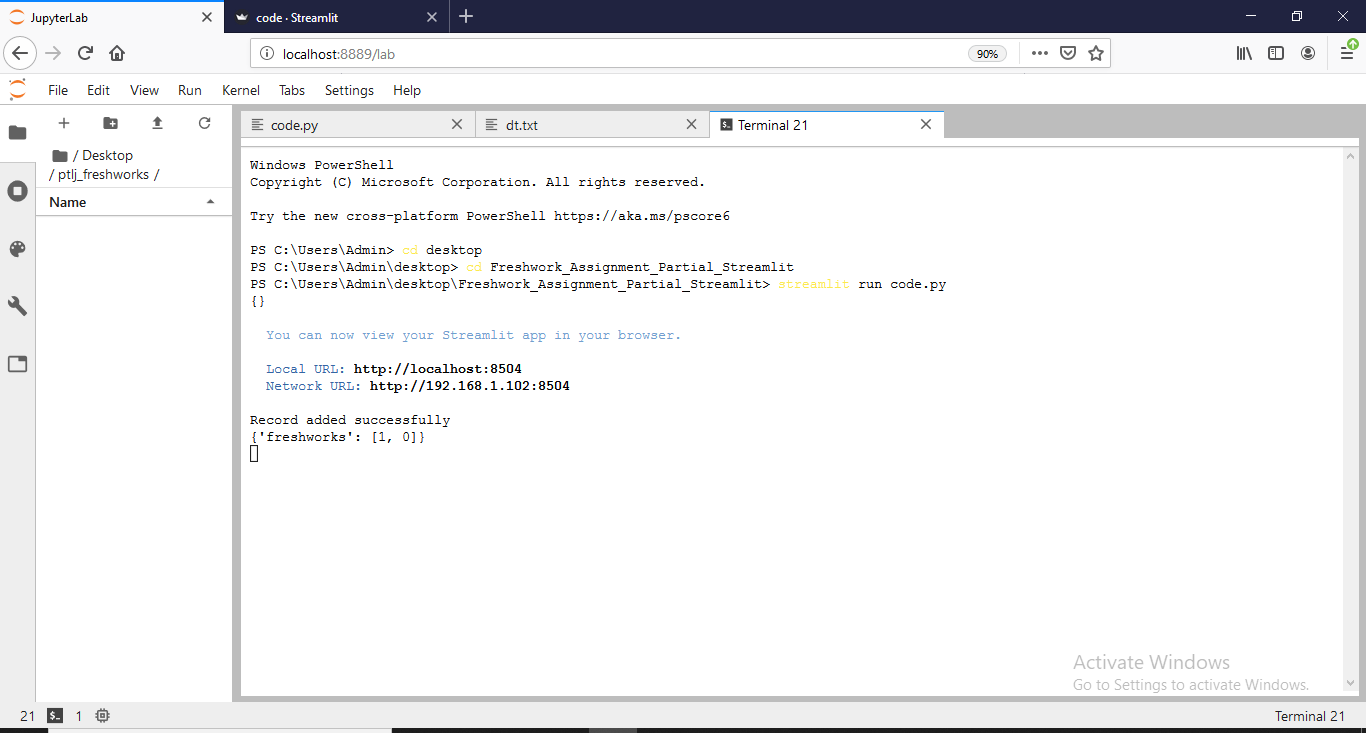 JupyterLab
code · Streamlit
localhost:8889/lab
90%
File Edit View Run Kernel Tabs Settings Help
/ Desktop
/ ptlj_freshworks /
Name
code.py
dt.txt
Terminal 21
Windows PowerShell
Copyright (C) Microsoft Corporation. All rights reserved.
Try the new cross-platform PowerShell https://aka.ms/pscore6
PS C:\Users\Admin> cd desktop
PS C:\Users\Admin\desktop> cd Freshwork_Assignment_Partial_Streamlit
PS C:\Users\Admin\desktop\Freshwork_Assignment_Partial_Streamlit> streamlit run code.py
{}
You can now view your Streamlit app in your browser.
Local URL: http://localhost:8504
Network URL: http://192.168.1.102:8504
Record added successfully
{'freshworks': [1, 0]}
Activate Windows
Go to Settings to activate Windows.
21 1
Terminal 21